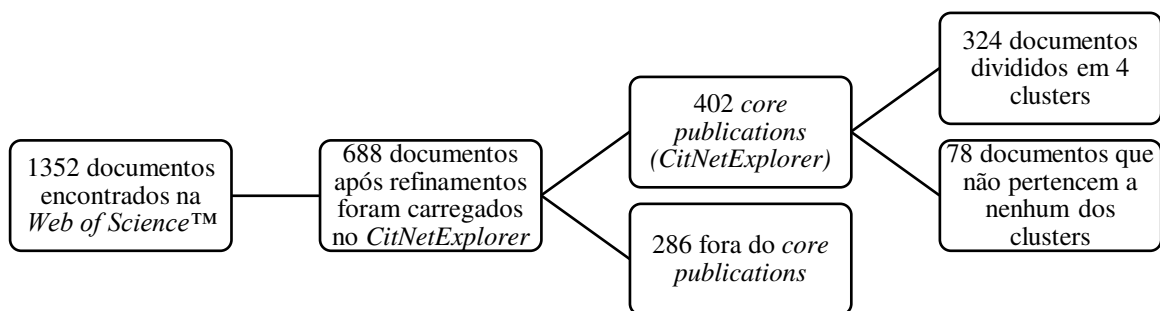 1352 documentos
encontrados na
Web of Science™
688 documentos
após refinamentos
foram carregados
no CitNetExplorer
402 core
publications
(CitNetExplorer)
286 fora do core
publications
324 documentos
divididos em 4
clusters
78 documentos que
não pertencem a
nenhum dos
clusters